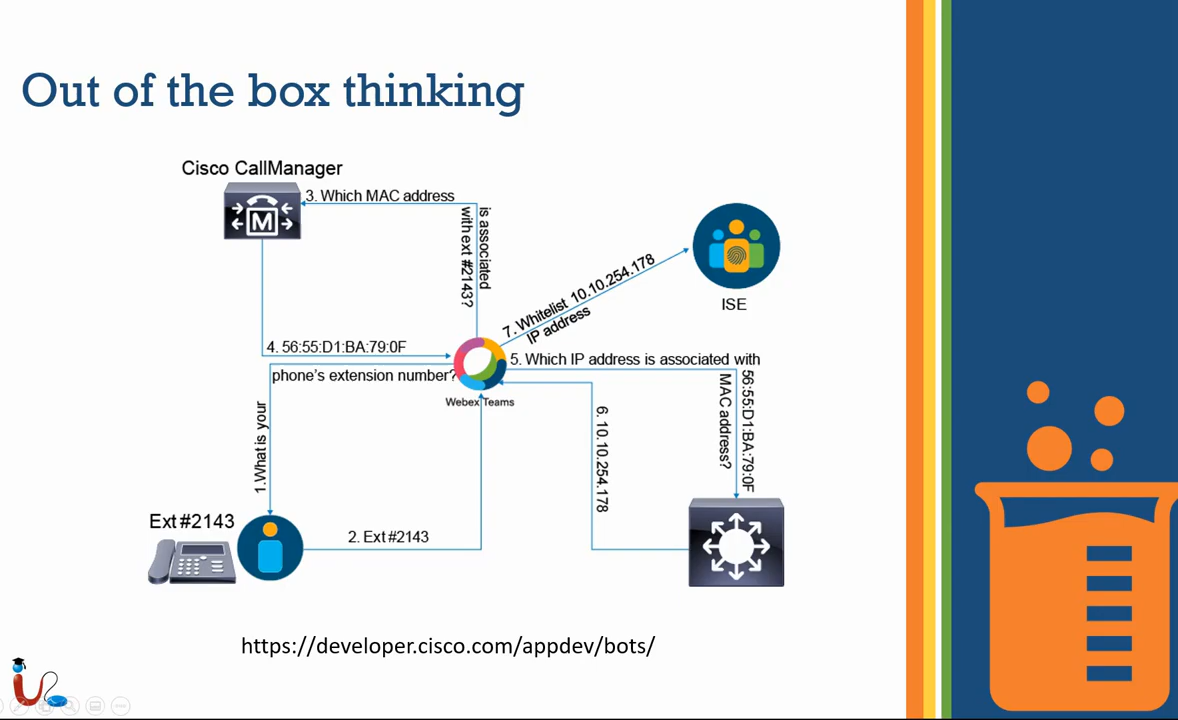 Out of the box thinking
Cisco CallManager
M
3. Which MAC address
is associated
with ext #2143?
7. Whitelist 10.10.254.178
IP address
ISE
4. 56:55:D1:BA:79:0F
5. Which IP address is associated with
56:55:D1:BA:79:0F
MAC address?
phone's extension number?
1.What is your
Webex Teams
6. 10.10.254.178
Ext #2143
2. Ext #2143
https://developer.cisco.com/appdev/bots/